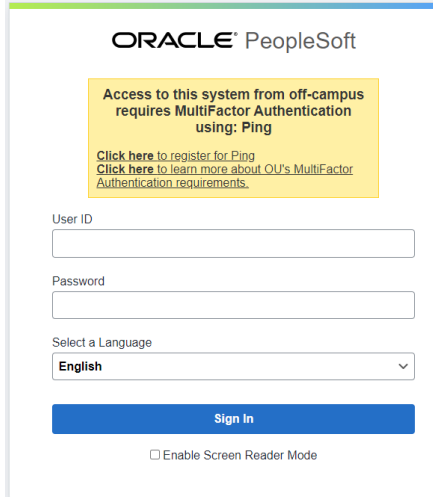 ORACLE® PeopleSoft
Access to this system from off-campus
requires MultiFactor Authentication
using: Ping
Click here to register for Ping
Click here to learn more about OU's MultiFactor
Authentication requirements.
User ID
Password
Select a Language
English
Sign In
Enable Screen Reader Mode